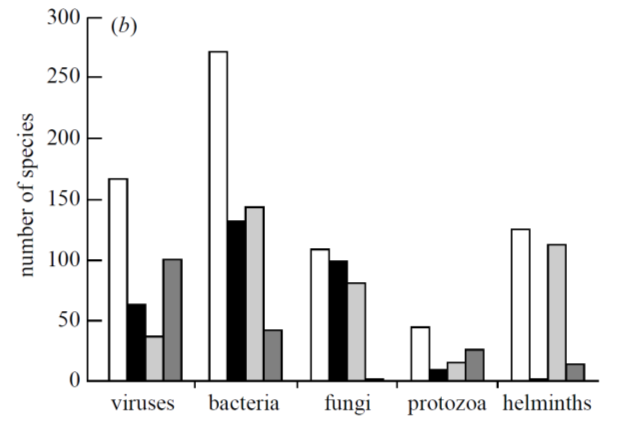 (b)
number of species
300
250
200
150
100
50
0
viruses bacteria fungi protozoa helminths